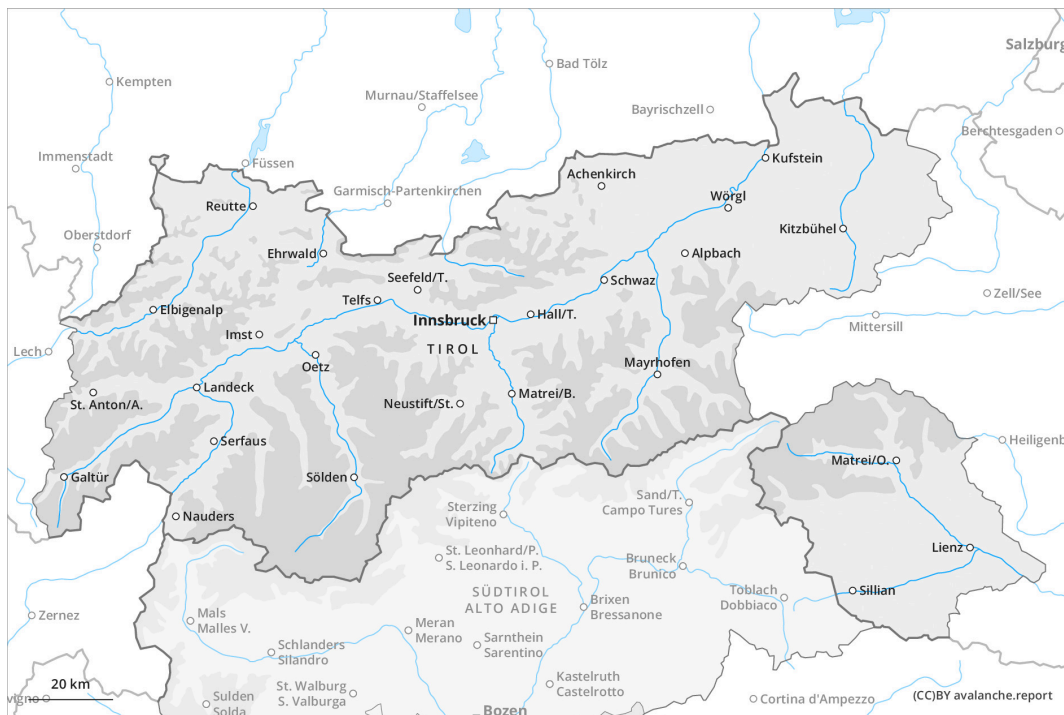 Salzburg
Bad Tölz
Kempten
Murnau/Staffelsee
Bayrischzell
Berchtesgaden
Immenstadt
Füssen
Kufstein
Achenkirch
Garmisch-Partenkirchen
Wörgl
Reutte
Kitzbühel
Oberstdorf
Ehrwald
Alpbach
Seefeld/T.
Schwaz
Zell/See
Telfs
Elbigenalp
Hall/T.
Innsbruck
Mittersill
Imst
TIROL
Lech
Oetz
Mayrhofen
Landeck
St. Anton/A.
Matrei/B.
Neustift/St.
Serfaus
Heiligenb
Matrei/O.
Galtür
Sölden
Sand/T.
Campo Tures
Sterzing
Vipiteno
Nauders
Lienz
St. Leonhard/P.
S. Leonardo i. P.
Bruneck
Brunico
SÜDTIROL
ALTO ADIGE
Sillian
Toblach
Dobbiaco
Brixen
Bressanone
Zernez
Mals
Malles V.
Meran
Merano
Sarnthein
Sarentino
Schlanders
Silandro
20 km
St. Walburg
S. Valburga
Kastelruth
Castelrotto
vigno
Sulden
Solda
Cortina d'Ampezzo
(CC)BY avalanche.report
Bozen